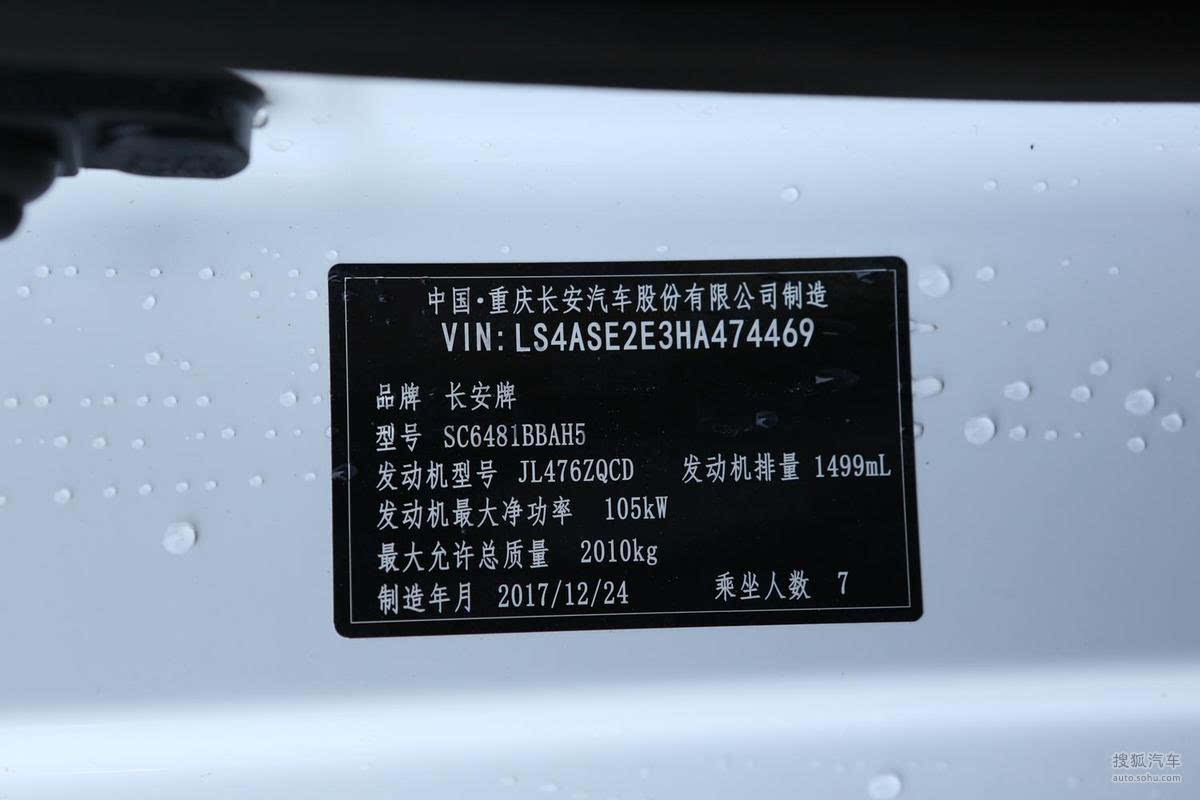 中国·重庆长安汽车股份有限公司制造
VIN:LS4ASE2E3HA474469
品牌 长安牌
型号 SC6481BBAH5
发动机型号 JL476ZQCD 发动机排量 1499mL
发动机最大净功率 105kW
最大允许总质量 2010kg
制造年月 2017/12/24 乘坐人数 7
搜狐汽车
auto.sohu.com